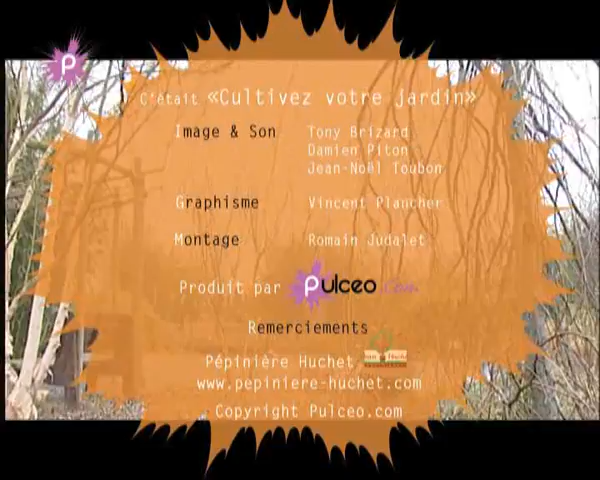 P
C'était «Cultivez votre jardin»
Image & Son Tony Brizard
Damien Piton
Jean-Noël Toubon
Graphisme Vincent Plancher
Montage Romain Judalet
Produit par Pulceo.com
Remerciements
Pépinière Huchet
www.pepiniere-huchet.com
Copyright Pulceo.com